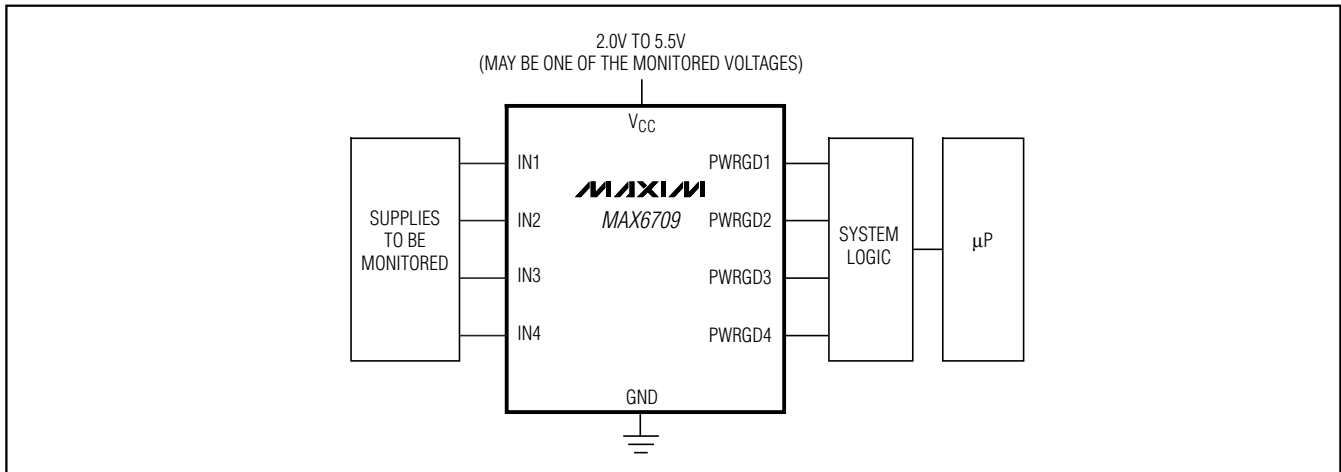 2.0V TO 5.5V
(MAY BE ONE OF THE MONITORED VOLTAGES)
VCC
SUPPLIES
TO BE
MONITORED
IN1
IN2
IN3
IN4
MAXIM
MAX6709
PWRGD1
PWRGD2
PWRGD3
PWRGD4
GND
SYSTEM
LOGIC
μP